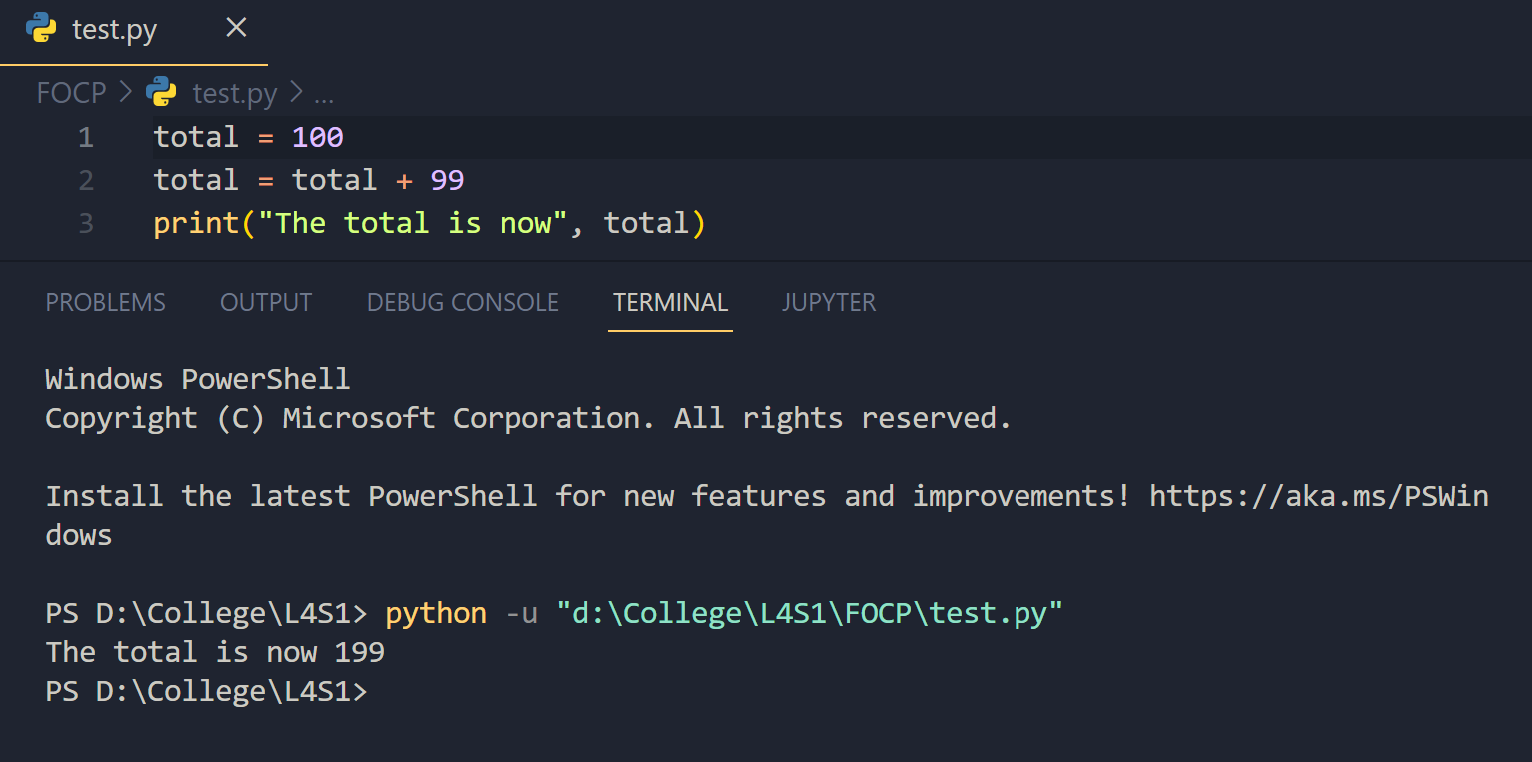 test.py
FOCP > test.py > ...
1 total = 100
2 total = total + 99
3 print("The total is now", total)
PROBLEMS OUTPUT DEBUG CONSOLE TERMINAL JUPYTER
Windows PowerShell
Copyright (C) Microsoft Corporation. All rights reserved.
Install the latest PowerShell for new features and improvements! https://aka.ms/PSWin
dows
PS D:\College\L4S1> python -u "d:\College\L4S1\FOCP\test.py"
The total is now 199
PS D:\College\L4S1>